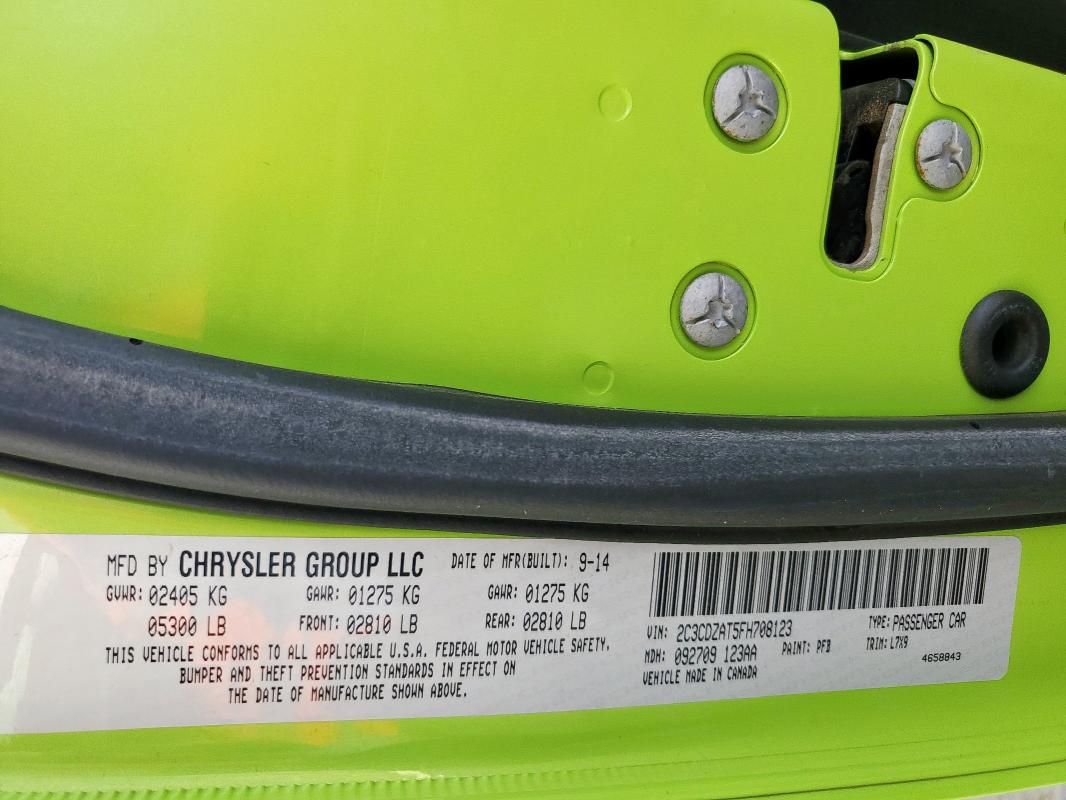 MFD BY CHRYSLER GROUP LLC DATE OF MFR(BUILT): 9-14
GVWR: 02405 KG GAWR: 01275 KG GAWR: 01275 KG
05300 LB FRONT: 02810 LB REAR: 02810 LB
THIS VEHICLE CONFORMS TO ALL APPLICABLE U.S.A. FEDERAL MOTOR VEHICLE SAFETY,
BUMPER AND THEFT PREVENTION STANDARDS IN EFFECT ON
THE DATE OF MANUFACTURE SHOWN ABOVE.
VIN: 2C3CDZAT5FH708123 TYPE: PASSENGER CAR
MDH: 092709 123AA PAINT: PFB TRIM: L7X9
VEHICLE MADE IN CANADA 4658843